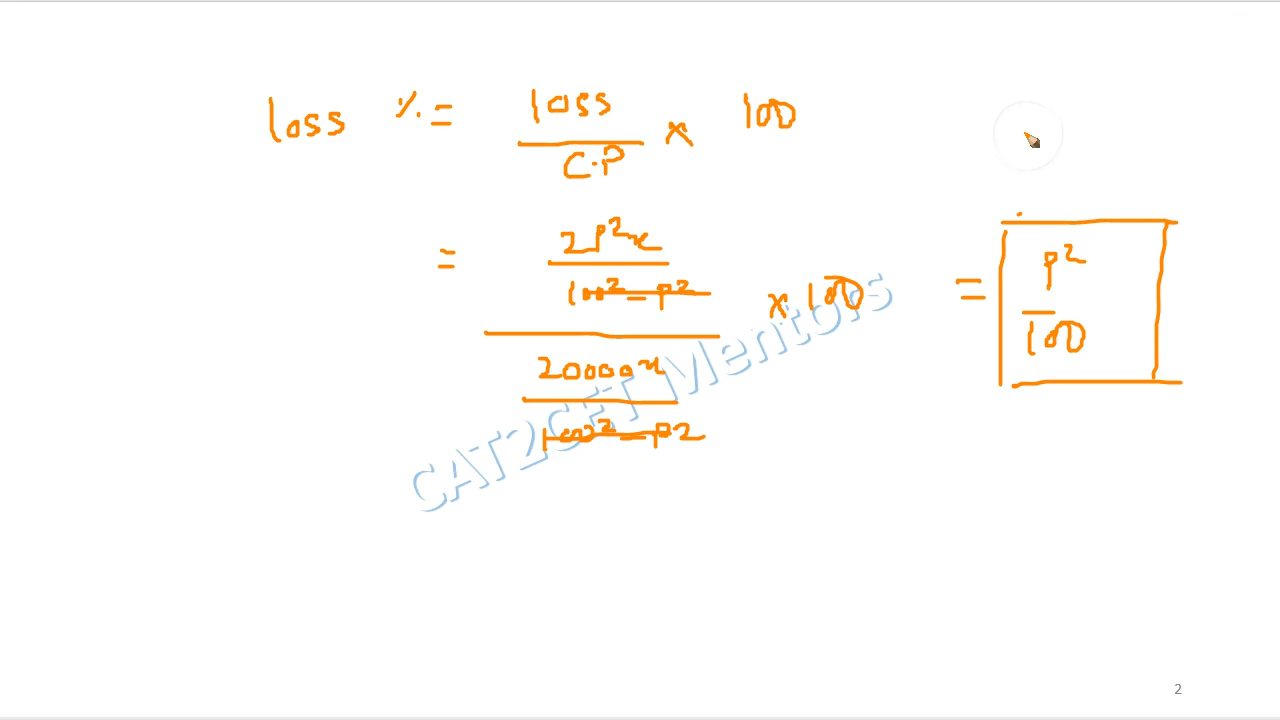 loss % = loss / C.P × 100
= 2P²x / 100² - P² / 20000x / 100² - P² × 100 = P² / 100
CAT2CET Mentors
2